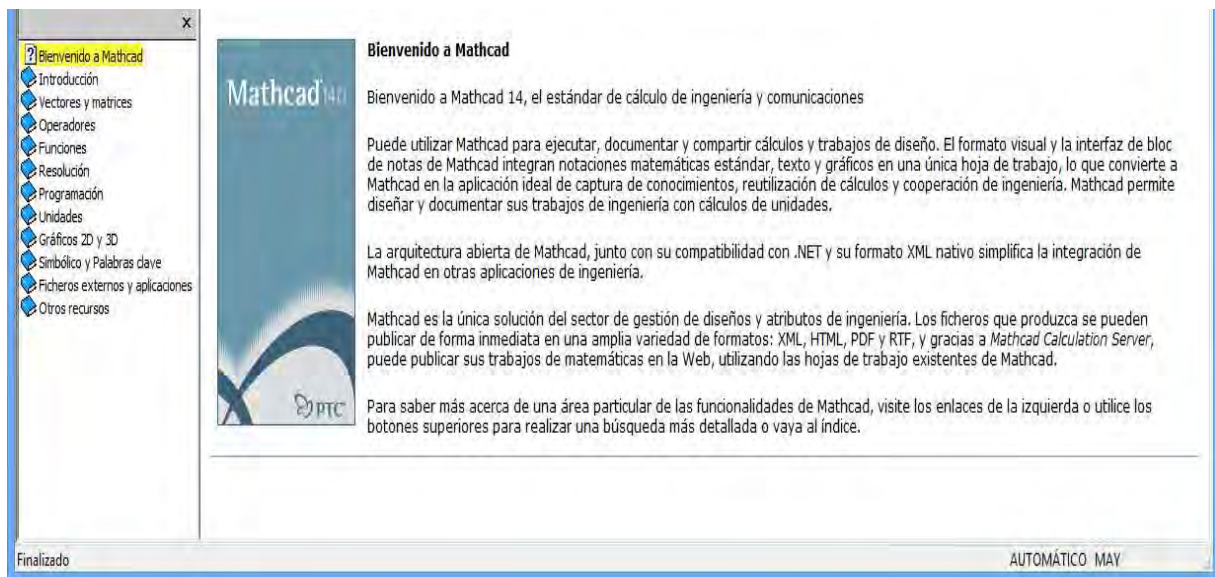 x
Bienvenido a Mathcad
Introducción
Vectores y matrices
Operadores
Funciones
Resolución
Programación
Unidades
Gráficos 2D y 3D
Simbólico y Palabras clave
Ficheros externos y aplicaciones
Otros recursos
Mathcad 14.0
PTC
Bienvenido a Mathcad
Bienvenido a Mathcad 14, el estándar de cálculo de ingeniería y comunicaciones
Puede utilizar Mathcad para ejecutar, documentar y compartir cálculos y trabajos de diseño. El formato visual y la interfaz de bloc
de notas de Mathcad integran notaciones matemáticas estándar, texto y gráficos en una única hoja de trabajo, lo que convierte a
Mathcad en la aplicación ideal de captura de conocimientos, reutilización de cálculos y cooperación de ingeniería. Mathcad permite
diseñar y documentar sus trabajos de ingeniería con cálculos de unidades.
La arquitectura abierta de Mathcad, junto con su compatibilidad con .NET y su formato XML nativo simplifica la integración de
Mathcad en otras aplicaciones de ingeniería.
Mathcad es la única solución del sector de gestión de diseños y atributos de ingeniería. Los ficheros que produzca se pueden
publicar de forma inmediata en una amplia variedad de formatos: XML, HTML, PDF y RTF, y gracias a Mathcad Calculation Server,
puede publicar sus trabajos de matemáticas en la Web, utilizando las hojas de trabajo existentes de Mathcad.
Para saber más acerca de una área particular de las funcionalidades de Mathcad, visite los enlaces de la izquierda o utilice los
botones superiores para realizar una búsqueda más detallada o vaya al índice.
Finalizado
AUTOMÁTICO MAY